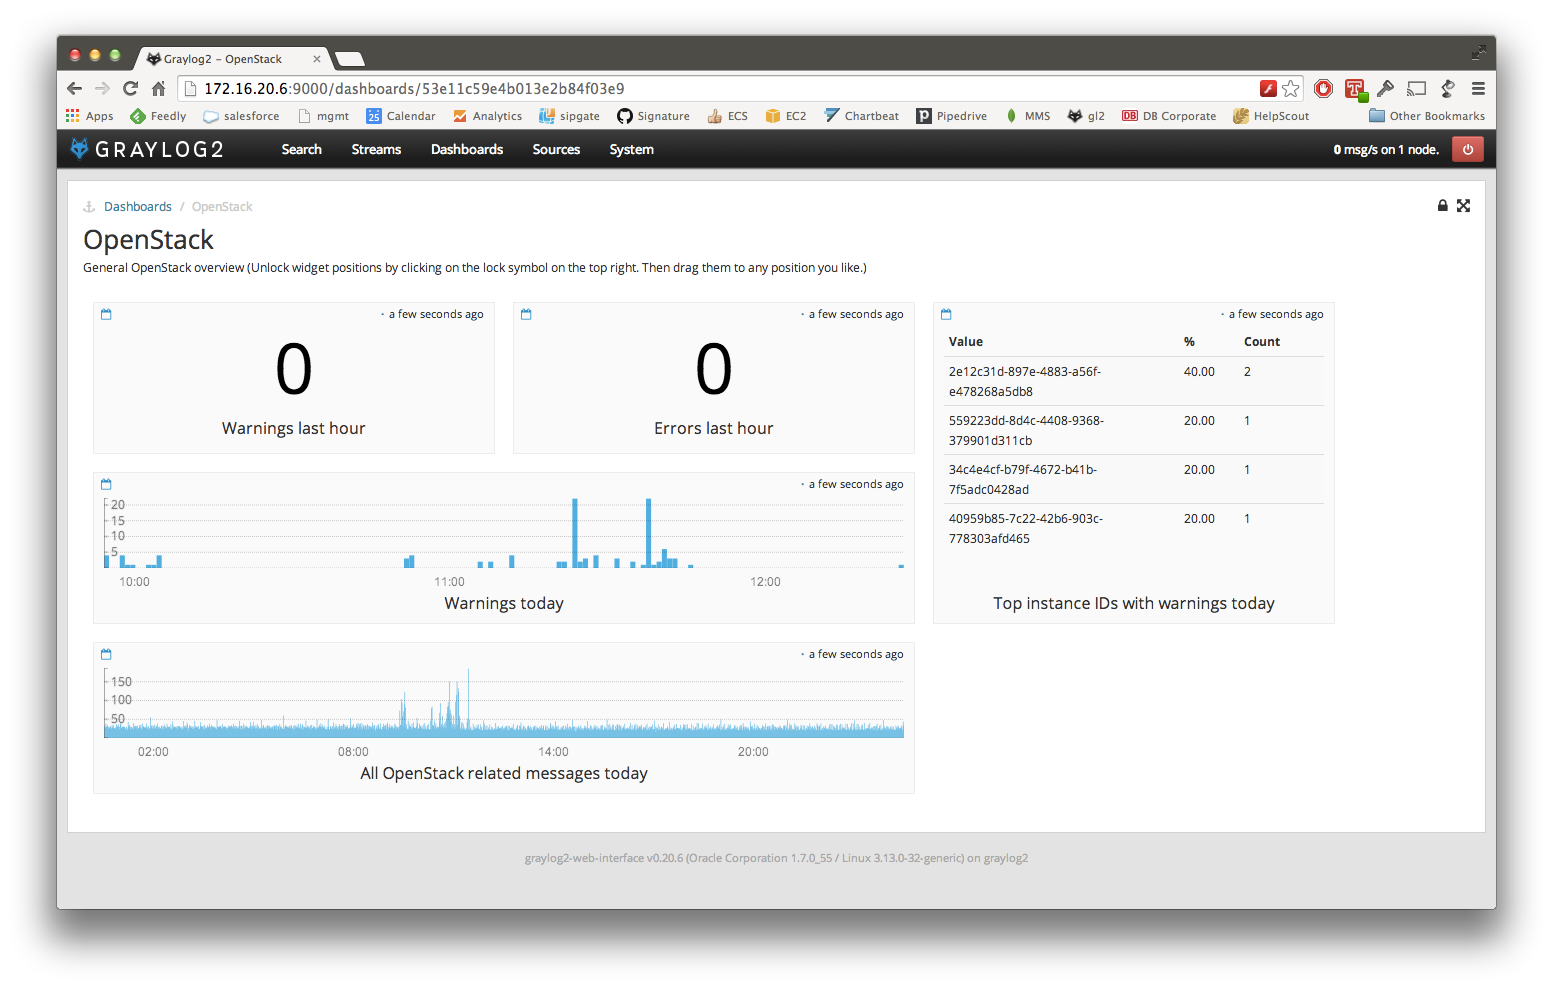 Graylog2 – OpenStack
172.16.20.6:9000/dashboards/53e11c59e4b013e2b84f03e9
Apps Feedly salesforce mgmt 25 Calendar Analytics sipgate Signature ECS EC2 Chartbeat Pipedrive MMS gl2 DB DB Corporate HelpScout Other Bookmarks
GRAYLOG2 Search Streams Dashboards Sources System 0 msg/s on 1 node.
Dashboards / OpenStack
OpenStack
General OpenStack overview (Unlock widget positions by clicking on the lock symbol on the top right. Then drag them to any position you like.)
a few seconds ago
0
Warnings last hour
a few seconds ago
0
Errors last hour
a few seconds ago
Value % Count
2e12c31d-897e-4883-a56f- 40.00 2
e478268a5db8
559223dd-8d4c-4408-9368- 20.00 1
379901d311cb
34c4e4cf-b79f-4672-b41b- 20.00 1
7f5adc0428ad
40959b85-7c22-42b6-903c- 20.00 1
778303afd465
Top instance IDs with warnings today
a few seconds ago
20
15
10
5
10:00 11:00 12:00
Warnings today
a few seconds ago
150
100
50
02:00 08:00 14:00 20:00
All OpenStack related messages today
graylog2-web-interface v0.20.6 (Oracle Corporation 1.7.0_55 / Linux 3.13.0-32-generic) on graylog2